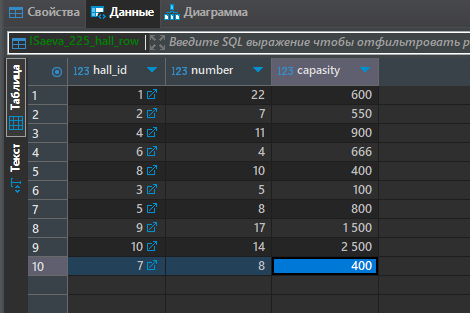 Свойства Данные Диаграмма
ISaeva_225_hall_row Введите SQL выражение чтобы отфильтровать р
Таблица
Текст
123 hall_id 123 number 123 capasity
1 1 22 600
2 2 7 550
3 4 11 900
4 6 4 666
5 8 10 400
6 3 5 100
7 5 8 800
8 9 17 1 500
9 10 14 2 500
10 7 8 400